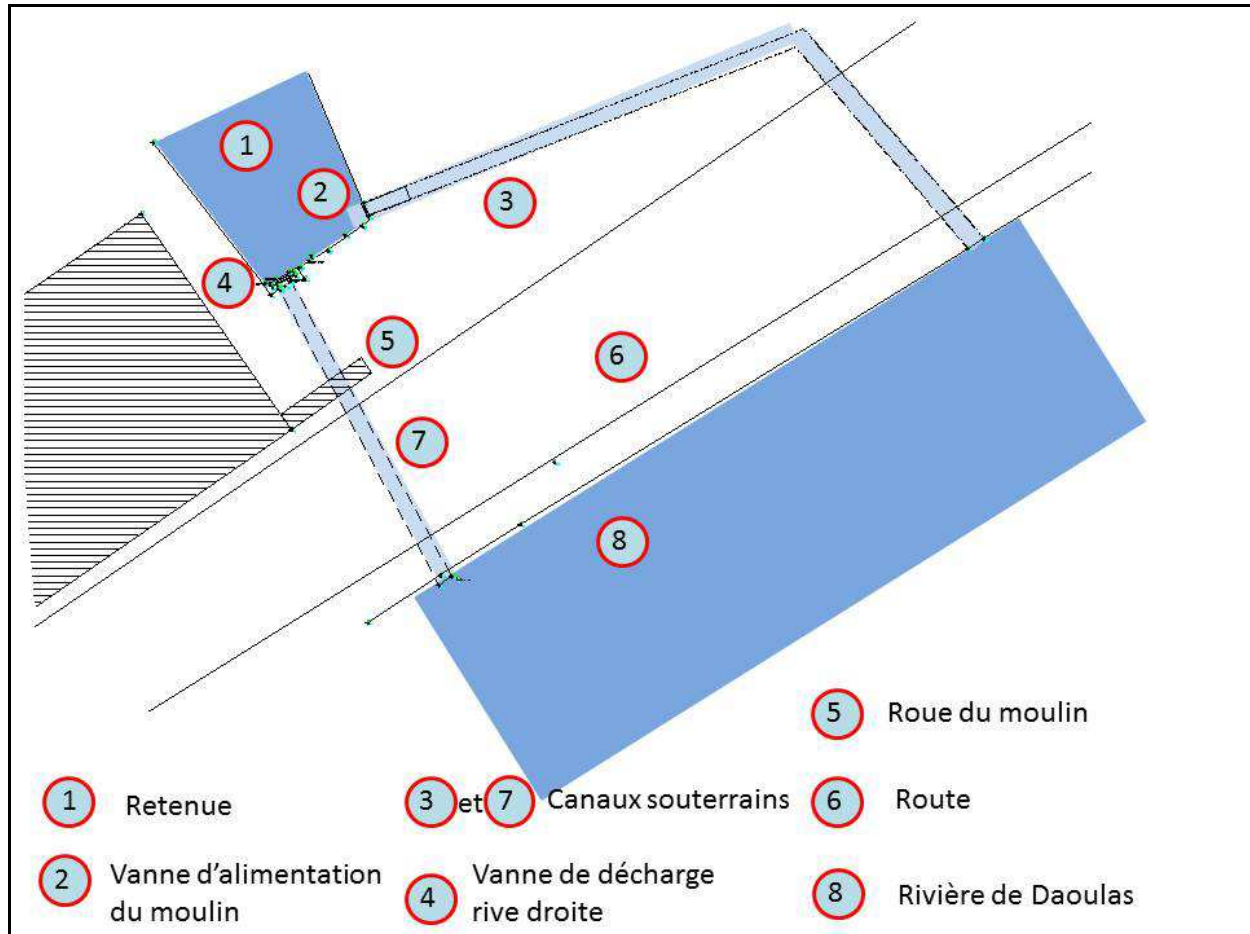 1
2
3
4
5
6
7
8
1 Retenue
2 Vanne d’alimentation
du moulin
3 et 7 Canaux souterrains
4 Vanne de décharge
rive droite
5 Roue du moulin
6 Route
8 Rivière de Daoulas